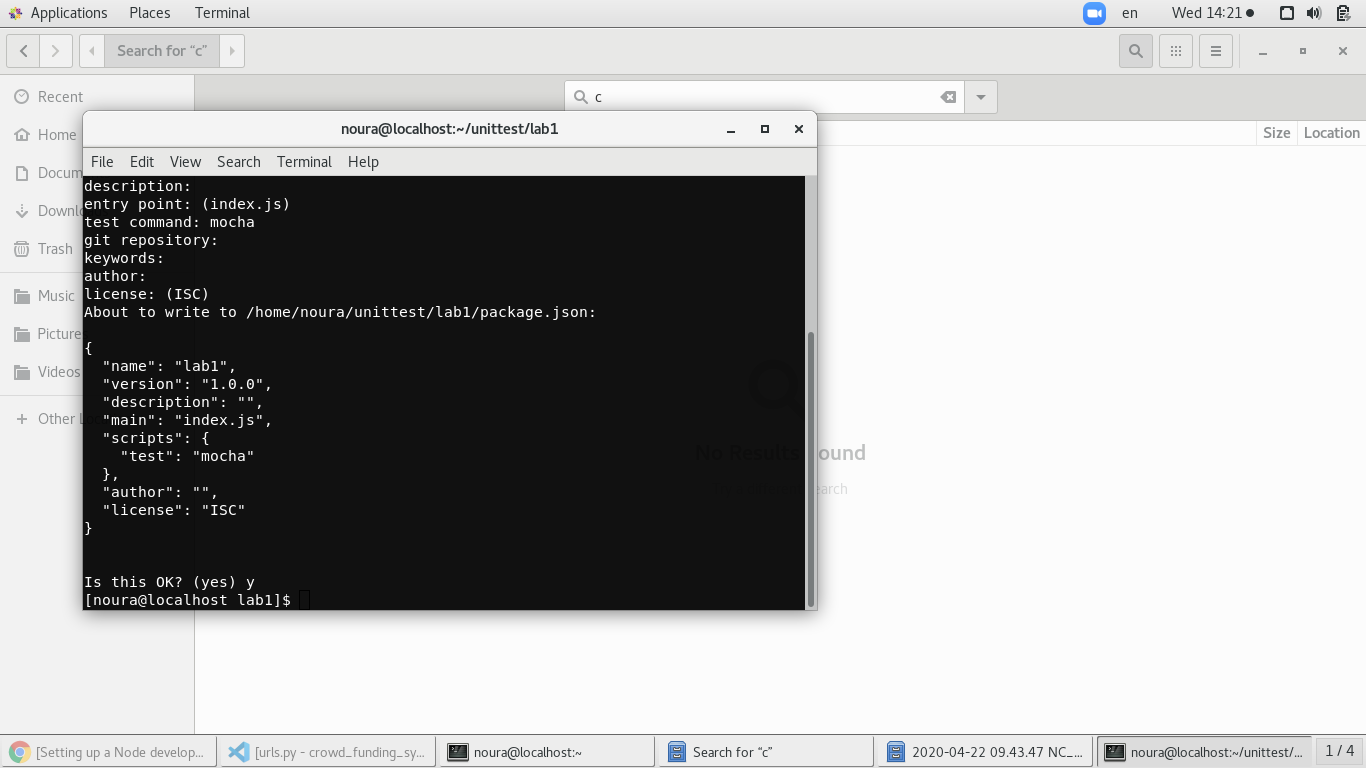 Applications Places Terminal en Wed 14:21
Search for “c”
c
Recent
Home
Docum
Downl
Trash
Music
Picture
Videos
Other
Size Location
noura@localhost:~/unittest/lab1
File Edit View Search Terminal Help
description:
entry point: (index.js)
test command: mocha
git repository:
keywords:
author:
license: (ISC)
About to write to /home/noura/unittest/lab1/package.json:
{
"name": "lab1",
"version": "1.0.0",
"description": "",
"main": "index.js",
"scripts": {
"test": "mocha"
},
"author": "",
"license": "ISC"
}
Is this OK? (yes) y
[noura@localhost lab1]$
No Results Found
[Setting up a Node develop... [urls.py - crowd_funding_sy... noura@localhost:~ Search for “c” 2020-04-22 09.43.47 NC_... noura@localhost:~/unittest/... 1 / 4